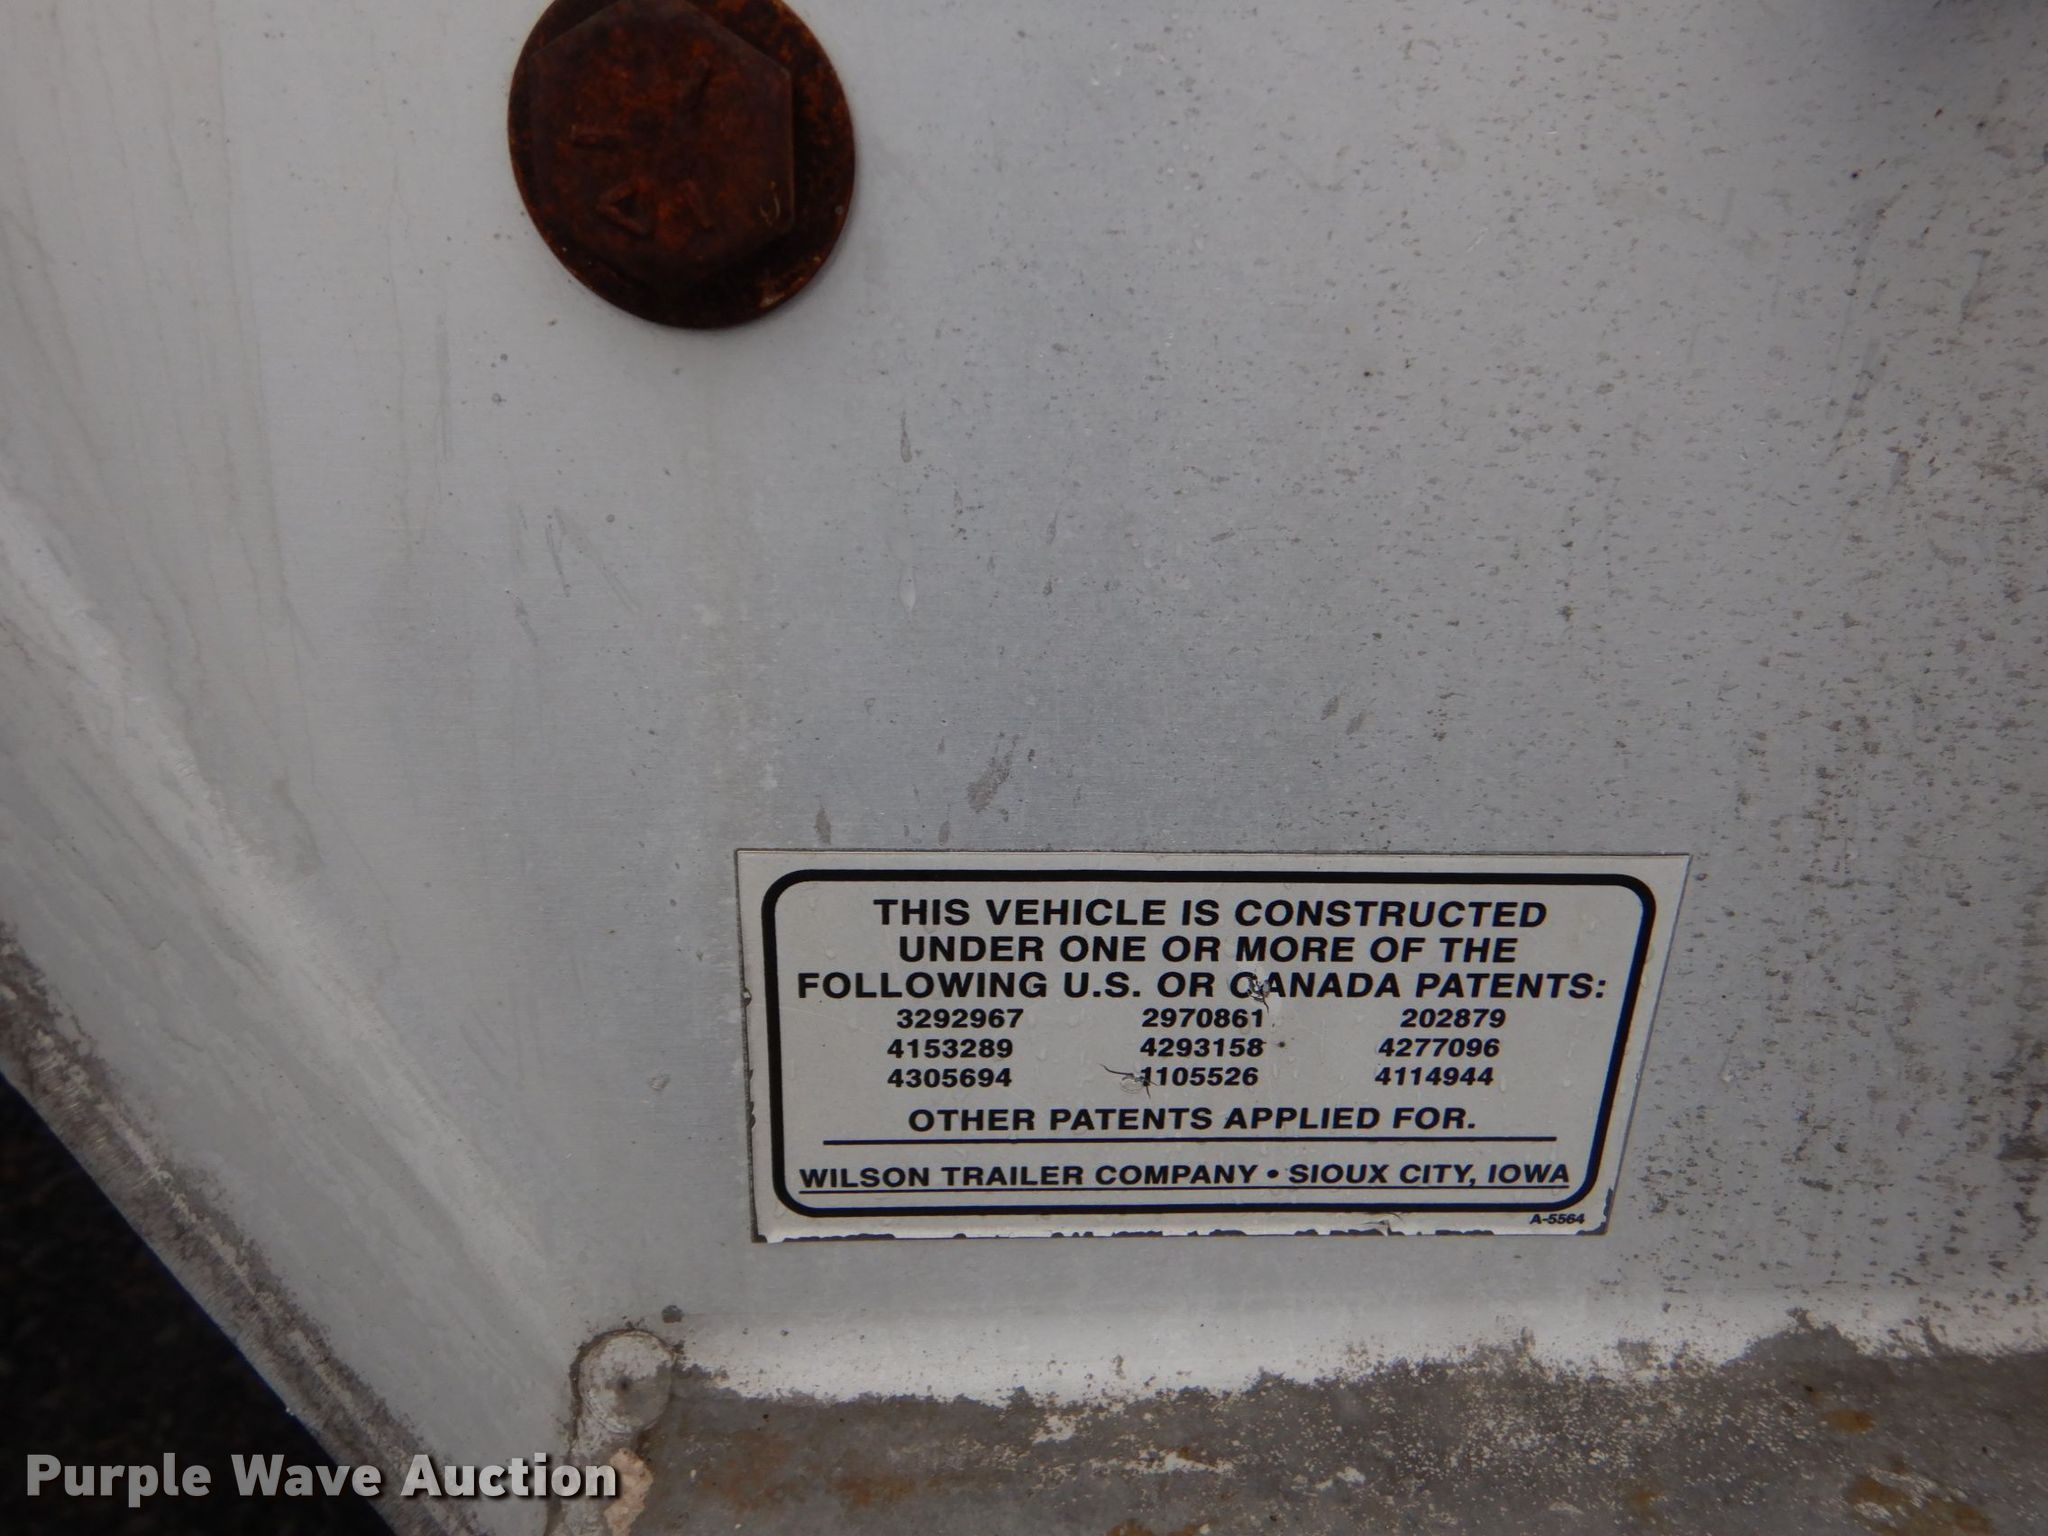 THIS VEHICLE IS CONSTRUCTED
UNDER ONE OR MORE OF THE
FOLLOWING U.S. OR CANADA PATENTS:
3292967 2970861 202879
4153289 4293158 4277096
4305694 1105526 4114944
OTHER PATENTS APPLIED FOR.
WILSON TRAILER COMPANY • SIOUX CITY, IOWA
A-5564
Purple Wave Auction